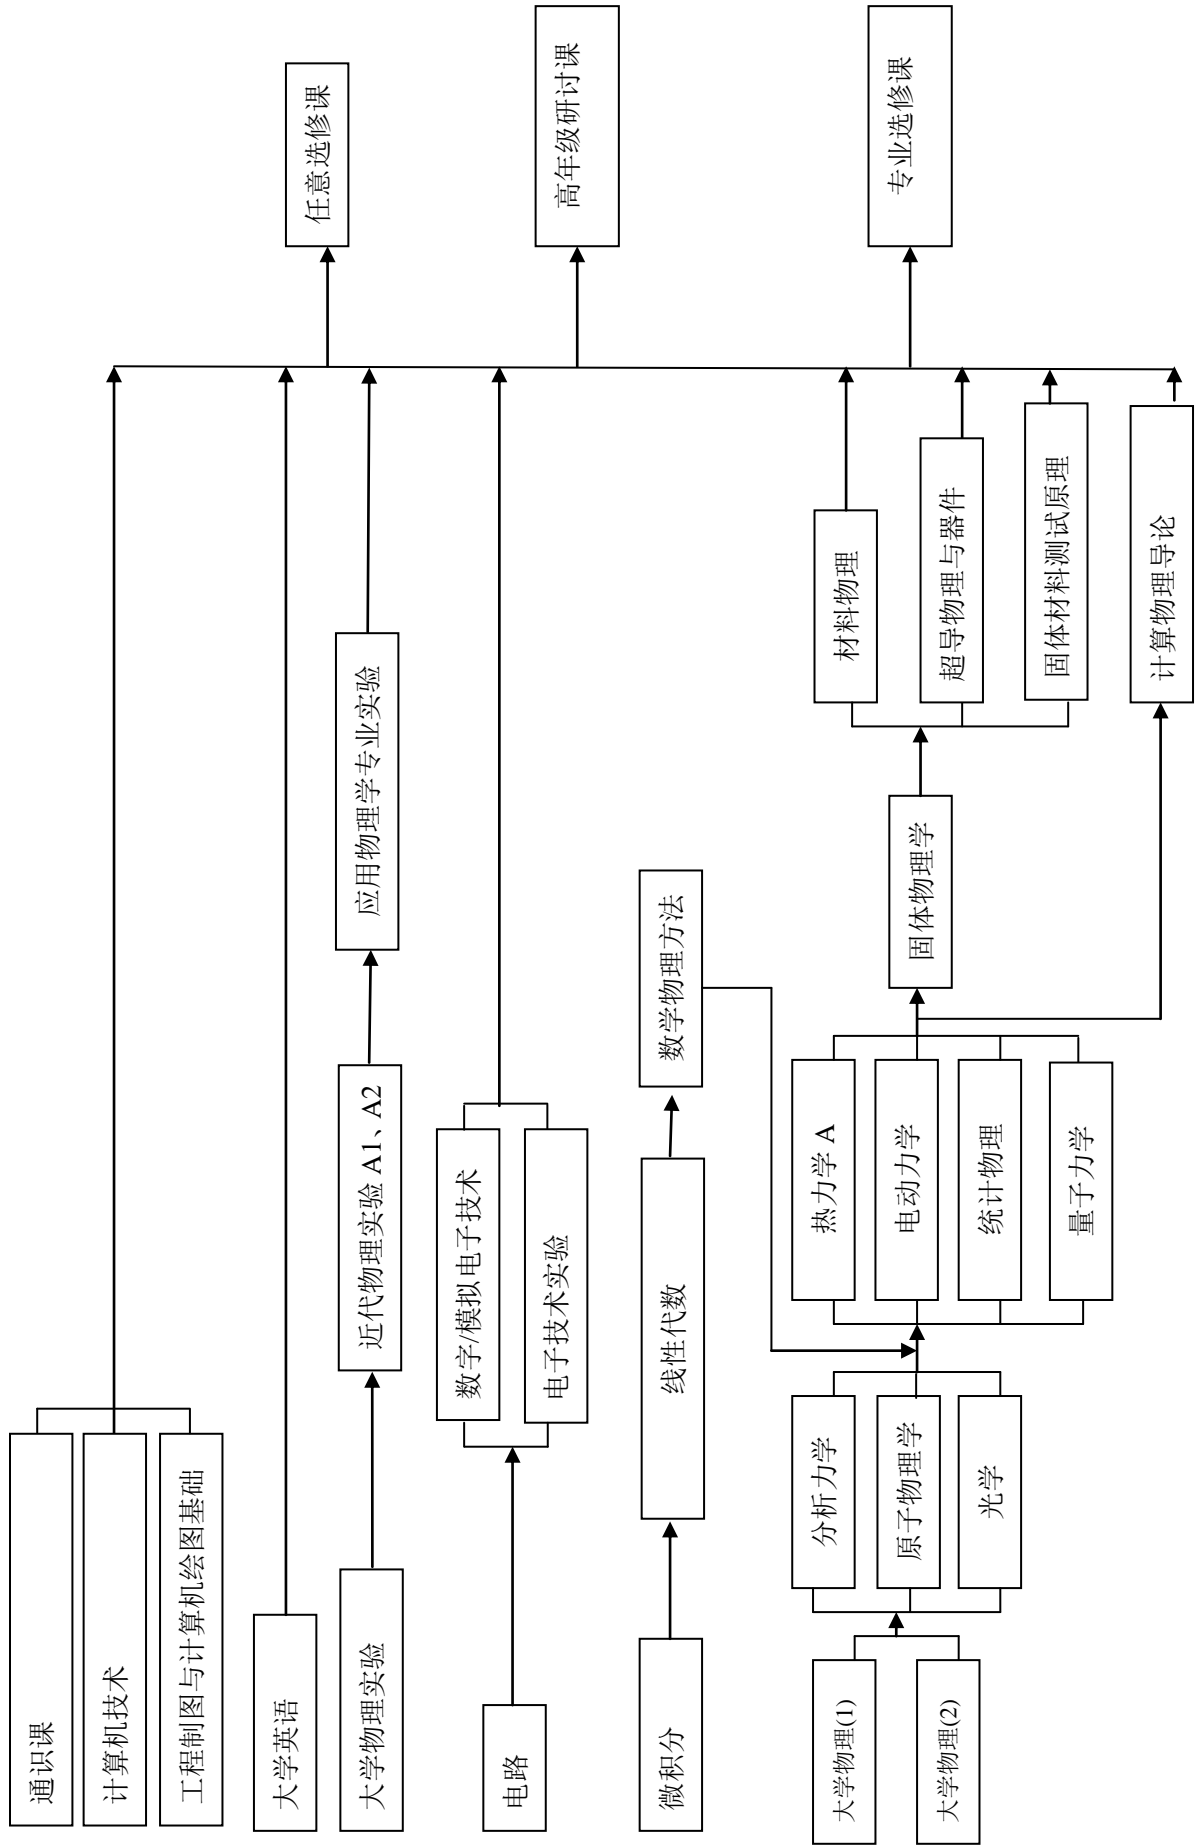 通识课
计算机技术
工程制图与计算机绘图基础
大学英语
大学物理实验
近代物理实验 A1、A2
应用物理学专业实验
电路
数字/模拟电子技术
电子技术实验
微积分
线性代数
数学物理方法
大学物理(1)
大学物理(2)
分析力学
原子物理学
光学
热力学 A
电动力学
统计物理
量子力学
固体物理学
材料物理
超导物理与器件
固体材料测试原理
计算物理导论
任意选修课
高年级研讨课
专业选修课